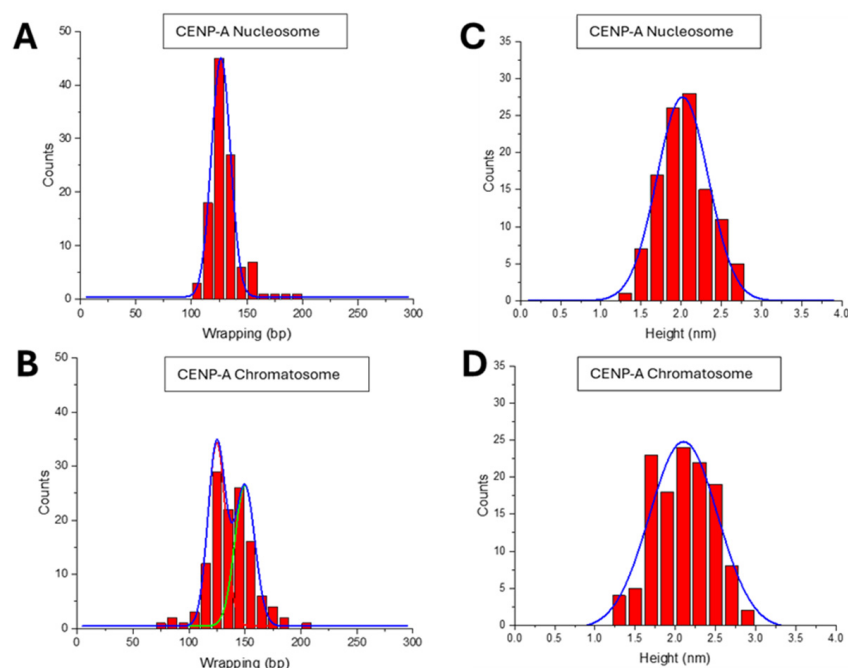 A
CENP-A Nucleosome
50
40
30
20
10
0
Counts
0 50 100 150 200 250 300
Wrapping (bp)
C
CENP-A Nucleosome
35
30
25
20
15
10
5
0
Counts
0.0 0.5 1.0 1.5 2.0 2.5 3.0 3.5 4.0
Height (nm)
B
CENP-A Chromatosome
50
40
30
20
10
0
Counts
0 50 100 150 200 250 300
Wrapping (bp)
D
CENP-A Chromatosome
35
30
25
20
15
10
5
0
Counts
0.0 0.5 1.0 1.5 2.0 2.5 3.0 3.5 4.0
Height (nm)